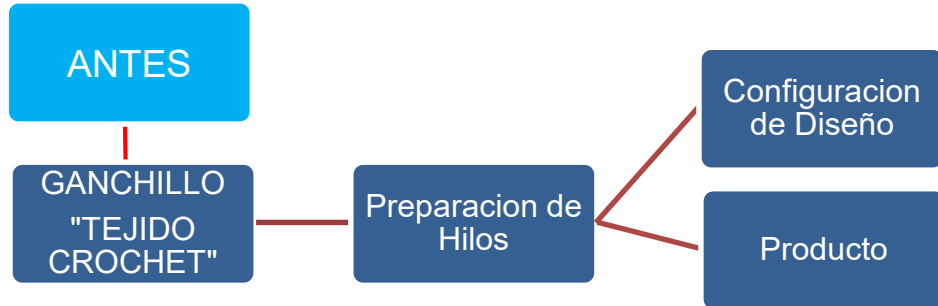 ANTES
GANCHILLO
"TEJIDO
CROCHET"
Preparacion de
Hilos
Configuracion
de Diseño
Producto